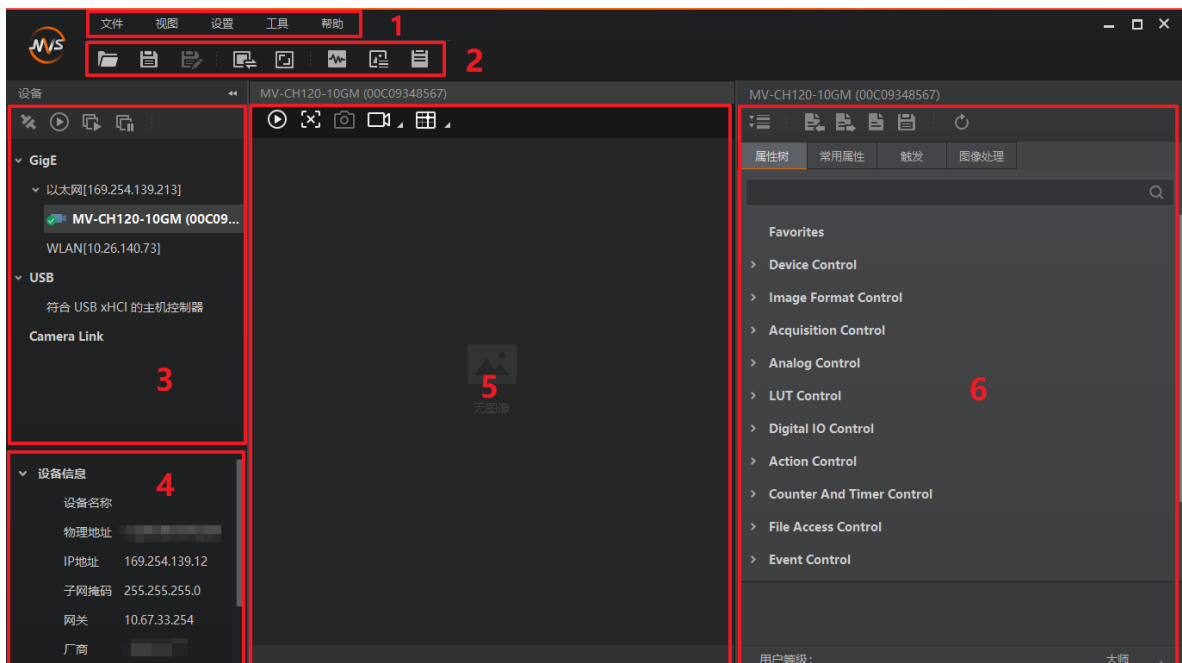 文件 视图 设置 工具 帮助 1
MVS
2
设备
MV-CH120-10GM (00C09348567)
MV-CH120-10GM (00C09348567)
GigE
以太网[169.254.139.213]
MV-CH120-10GM (00C09...
WLAN[10.26.140.73]
USB
符合 USB xHCI 的主机控制器
Camera Link
3
设备信息
4
设备名称
物理地址
IP地址 169.254.139.12
子网掩码 255.255.255.0
网关 10.67.33.254
厂商
5
无图像
属性树 常用属性 触发 图像处理
Favorites
Device Control
Image Format Control
Acquisition Control
Analog Control
LUT Control
6
Digital IO Control
Action Control
Counter And Timer Control
File Access Control
Event Control
用户等级: 大师